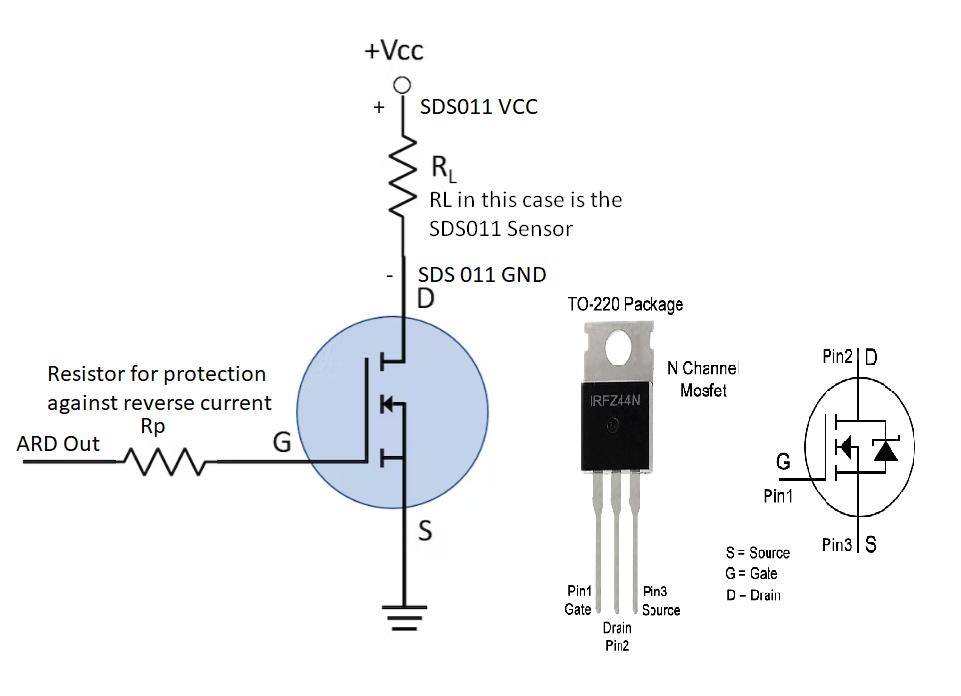 +Vcc
+ SDS011 VCC
RL
RL in this case is the
SDS011 Sensor
- SDS 011 GND
D
Resistor for protection
against reverse current
Rp
ARD Out
G
S
TO-220 Package
N Channel
Mosfet
IRFZ44N
Pin1
Gate
Drain
Pin2
Pin3
Source
Pin2 D
G
Pin1
Pin3 S
S = Source
G = Gate
D – Drain